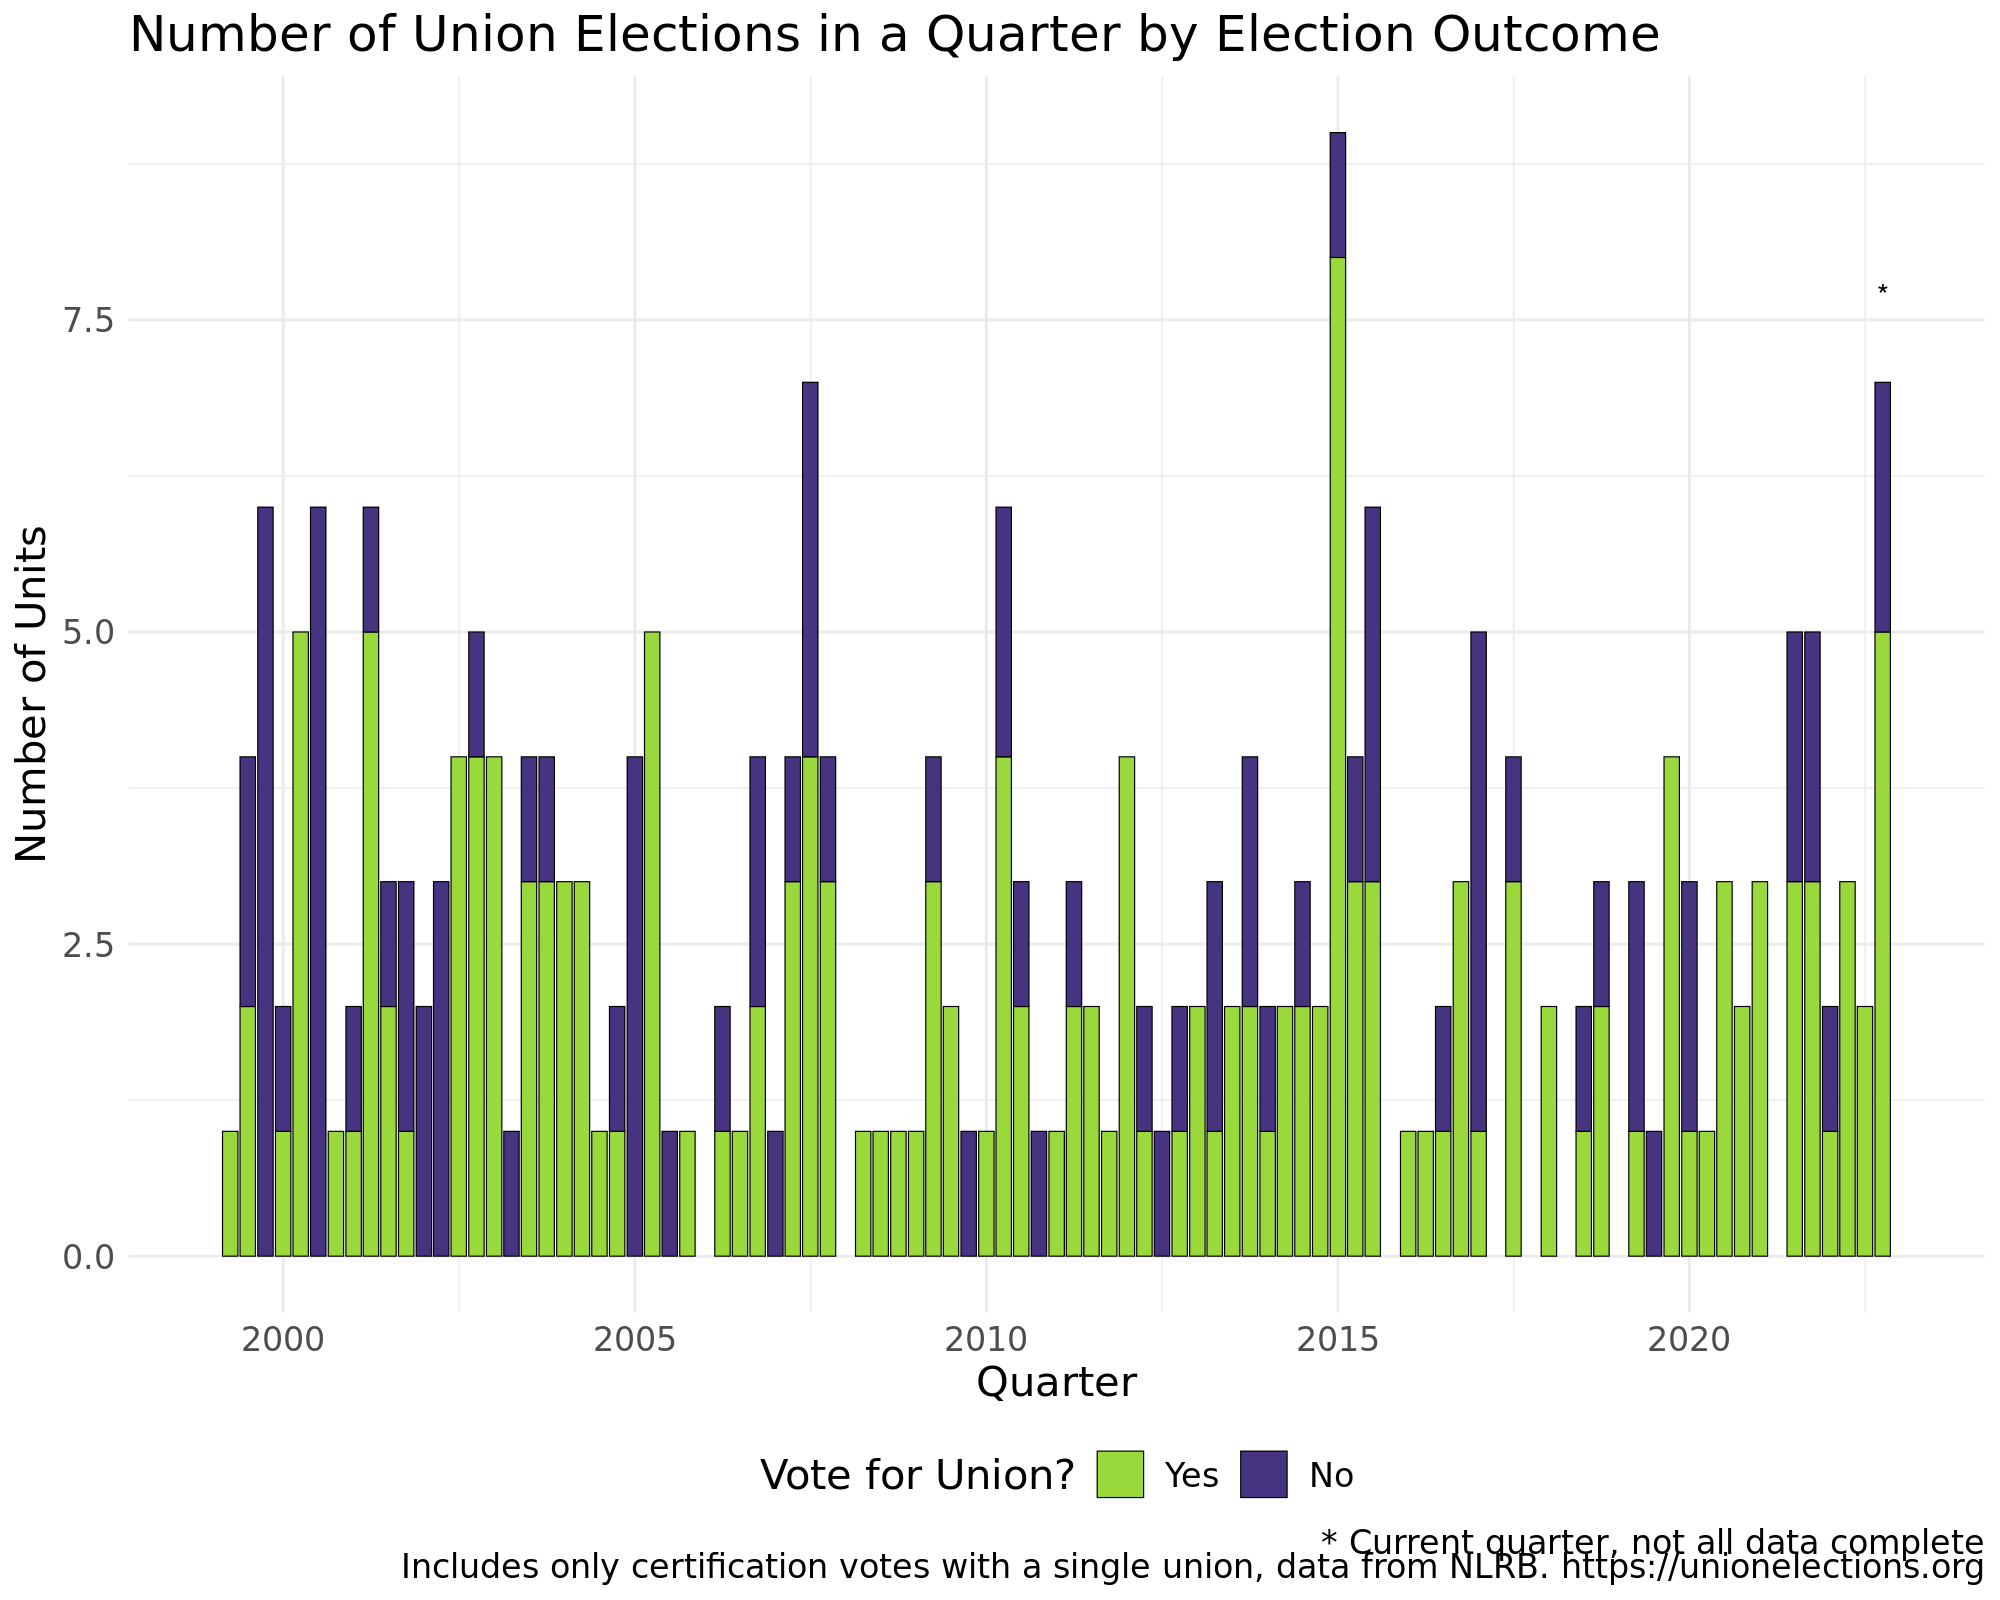 Number of Union Elections in a Quarter by Election Outcome
Number of Units
7.5
5.0
2.5
0.0
*
2000 2005 2010 2015 2020
Quarter
Vote for Union? Yes No
* Current quarter, not all data complete
Includes only certification votes with a single union, data from NLRB. https://unionelections.org